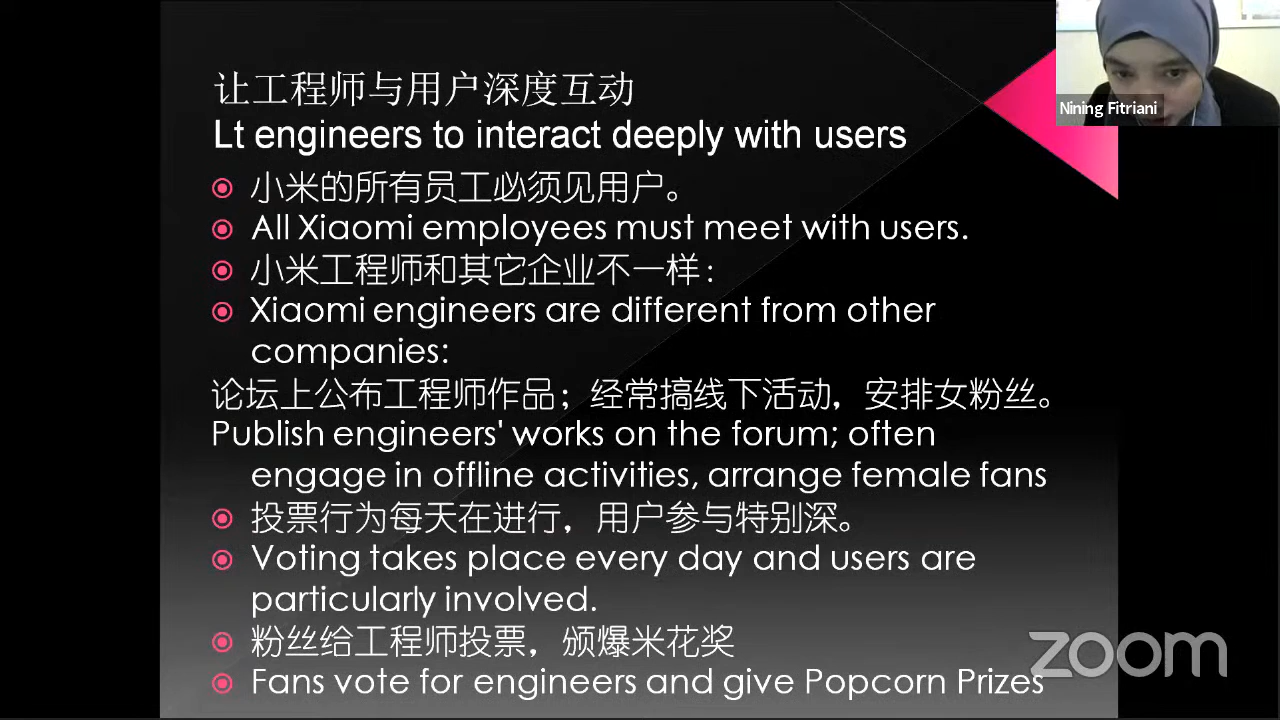 让工程师与用户深度互动
Lt engineers to interact deeply with users
小米的所有员工必须见用户。
All Xiaomi employees must meet with users.
小米工程师和其它企业不一样：
Xiaomi engineers are different from other
companies:
论坛上公布工程师作品；经常搞线下活动，安排女粉丝。
Publish engineers' works on the forum; often
engage in offline activities, arrange female fans
投票行为每天在进行，用户参与特别深。
Voting takes place every day and users are
particularly involved.
粉丝给工程师投票，颁爆米花奖
Fans vote for engineers and give Popcorn Prizes
Nining Fitriani
zoom